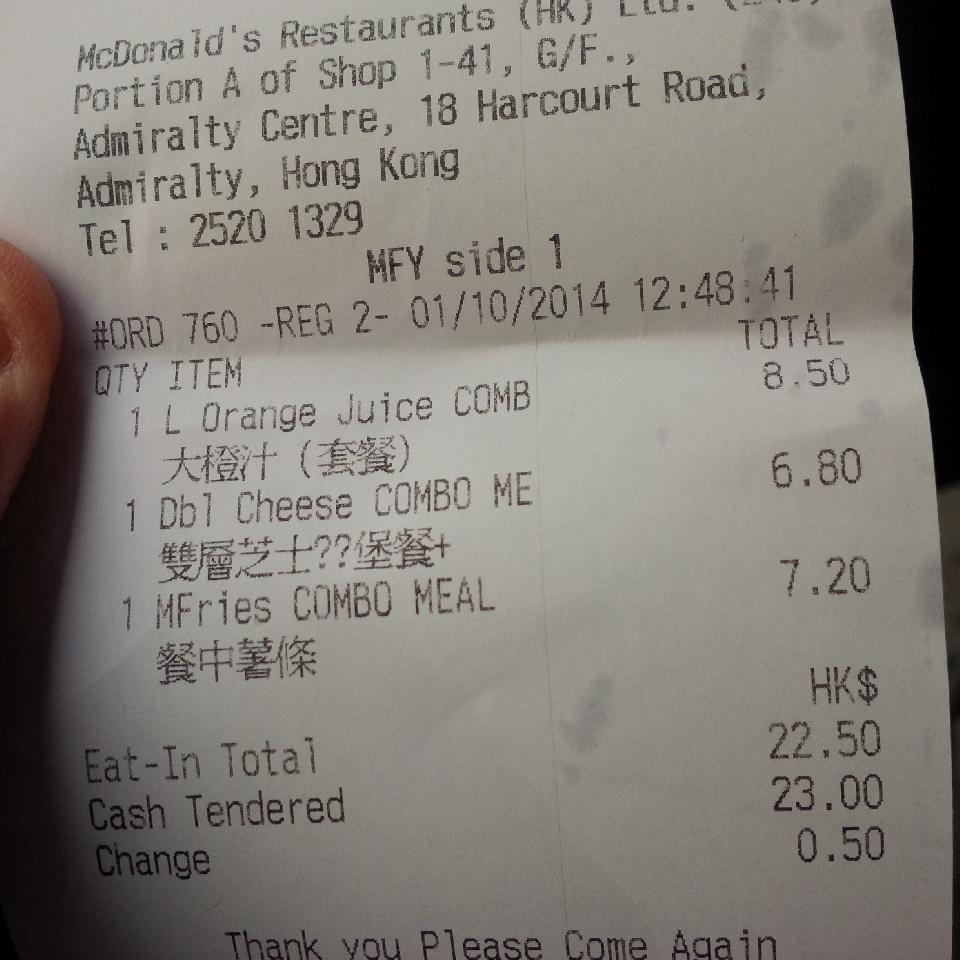 McDonald's Restaurants (HK) Ltd.
Portion A of Shop 1-41, G/F.,
Admiralty Centre, 18 Harcourt Road,
Admiralty, Hong Kong
Tel : 2520 1329
MFY side 1
#ORD 760 -REG 2- 01/10/2014 12:48:41
QTY ITEM TOTAL
1 L Orange Juice COMB 8.50
大橙汁 (套餐)
1 Dbl Cheese COMBO ME 6.80
雙層芝士??堡餐+
1 MFries COMBO MEAL 7.20
餐中薯條
HK$
Eat-In Total 22.50
Cash Tendered 23.00
Change 0.50
Thank you Please Come Again